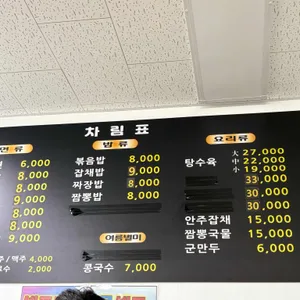 차림표
면류
6,000
8,000
8,000
9,000
8,000
8,000
9,000
주 / 맥주 4,000
2,000
밥류
볶음밥 8,000
잡채밥 9,000
짜장밥 8,000
짬뽕밥 8,000
여름별미
콩국수 7,000
요리류
탕수육 大 27,000
中 22,000
小 19,000
33,000
30,000
30,000
안주잡채 15,000
짬뽕국물 15,000
군만두 6,000